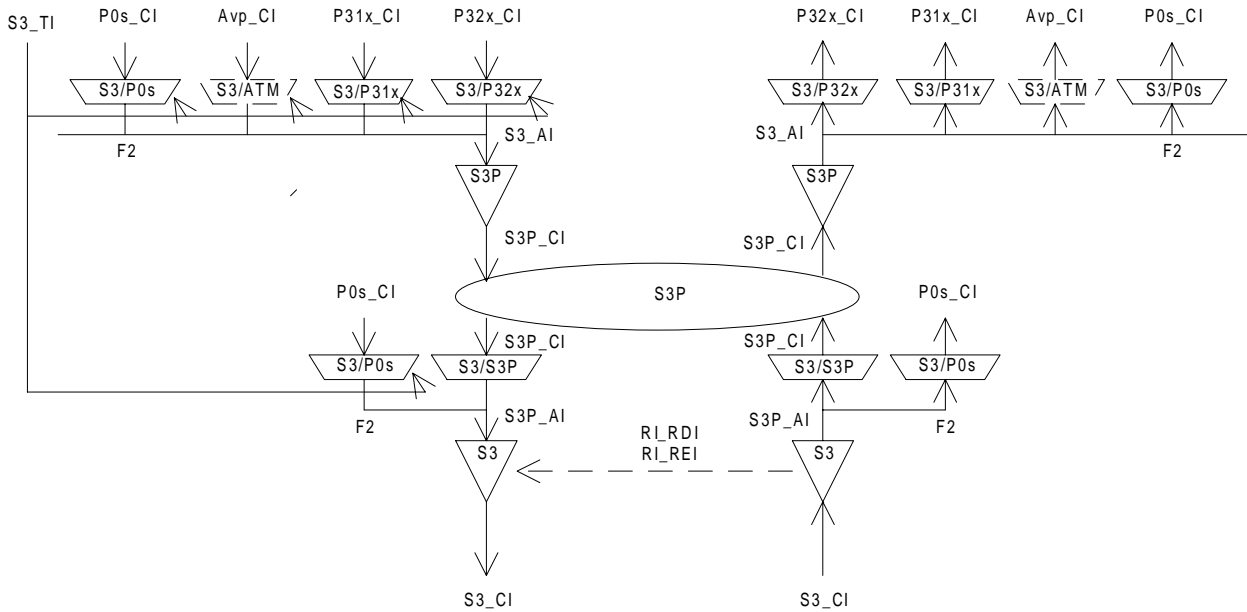 S3_TI
P0s_CI
Avp_CI
P31x_CI
P32x_CI
P32x_CI
P31x_CI
Avp_CI
P0s_CI
S3/P0s
S3/ATM
S3/P31x
S3/P32x
S3/P32x
S3/P31x
S3/ATM
S3/P0s
F2
S3_AI
S3_AI
F2
S3P
S3P
S3P_CI
S3P_CI
P0s_CI
S3P
P0s_CI
S3P_CI
S3P_CI
S3/P0s
S3/S3P
S3/S3P
S3/P0s
F2
S3P_AI
RI_RDI
RI_REI
S3P_AI
F2
S3
S3
S3_CI
S3_CI